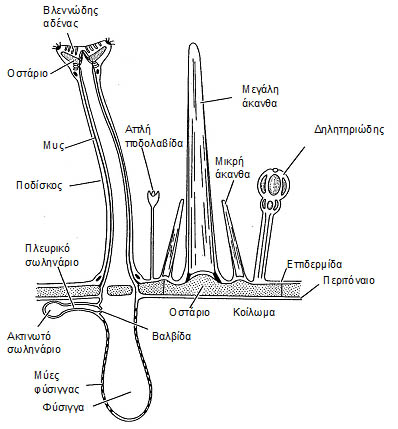 Βλεννώδης
αδένας
Οστάριο
Μυς
Ποδίσκος
Απλή
ποδολαβίδα
Μεγάλη
άκανθα
Μικρή
άκανθα
Δηλητηριώδης
Πλευρικό
σωληνάριο
Επιδερμίδα
Περιτόναιο
Ακτινωτό
σωληνάριο
Βαλβίδα
Οστάριο
Κοίλωμα
Μύες
φύσιγγας
Φύσιγγα